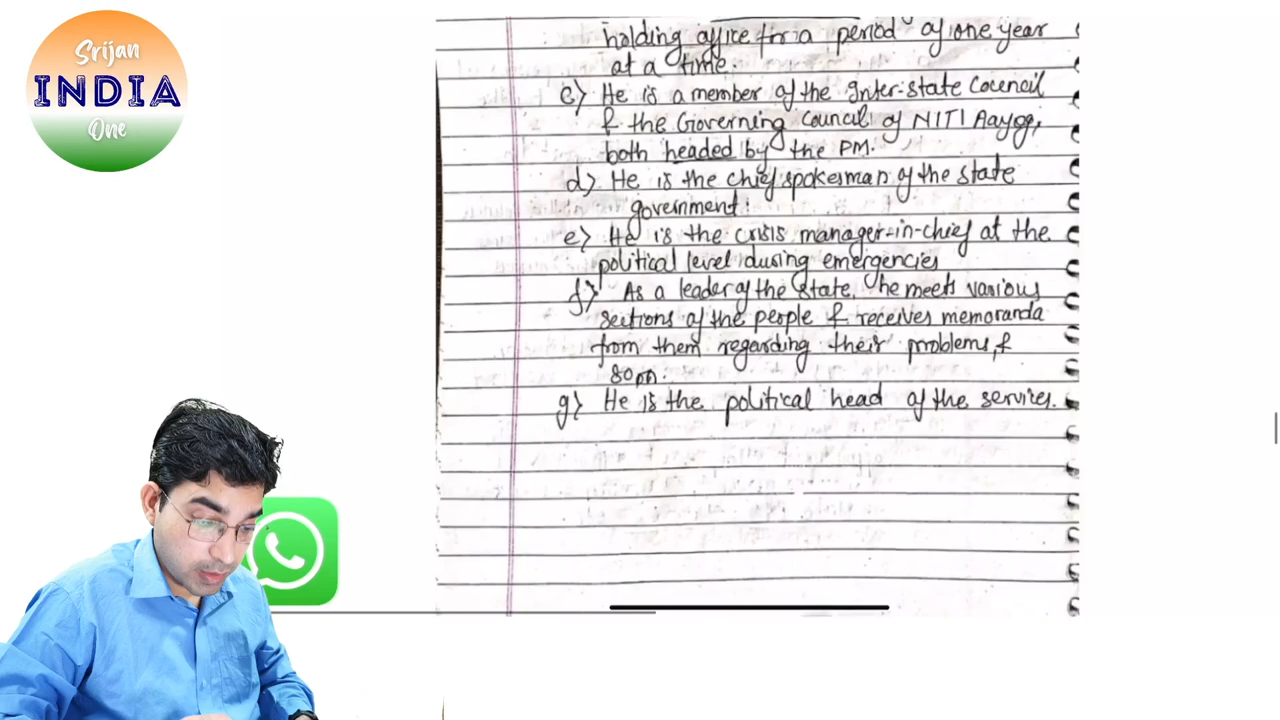 Srijan
INDIA
One
holding office for a period of one year
at a time.
c) He is a member of the Inter-state Council
& the Governing Council of NITI Aayog,
both headed by the PM.
d) He is the chief spokesman of the state
government.
e) He is the crisis manager-in-chief at the
political level during emergencies
f) As a leader of the state, he meets various
sections of the people & receives memoranda
from them regarding their problems, &
so on.
g) He is the political head of the services.